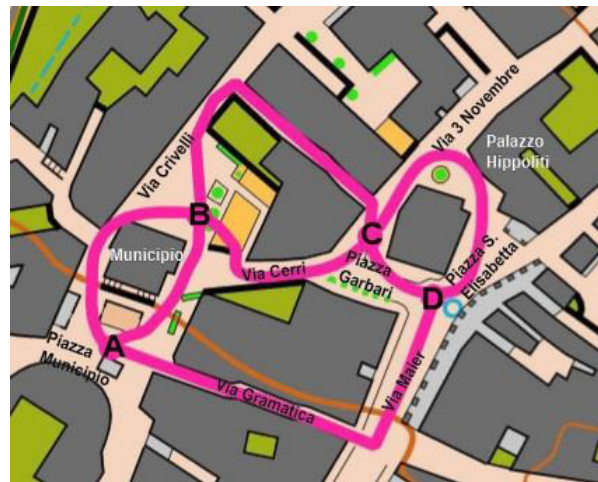 Via Crivelli
Via 3 Novembre
Palazzo
Hippoliti
B
C
Municipio
Via Cerri
Piazza
Garbari
Piazza S.
Elisabetta
D
A
Piazza
Municipio
Via Gramatica
Via Maier